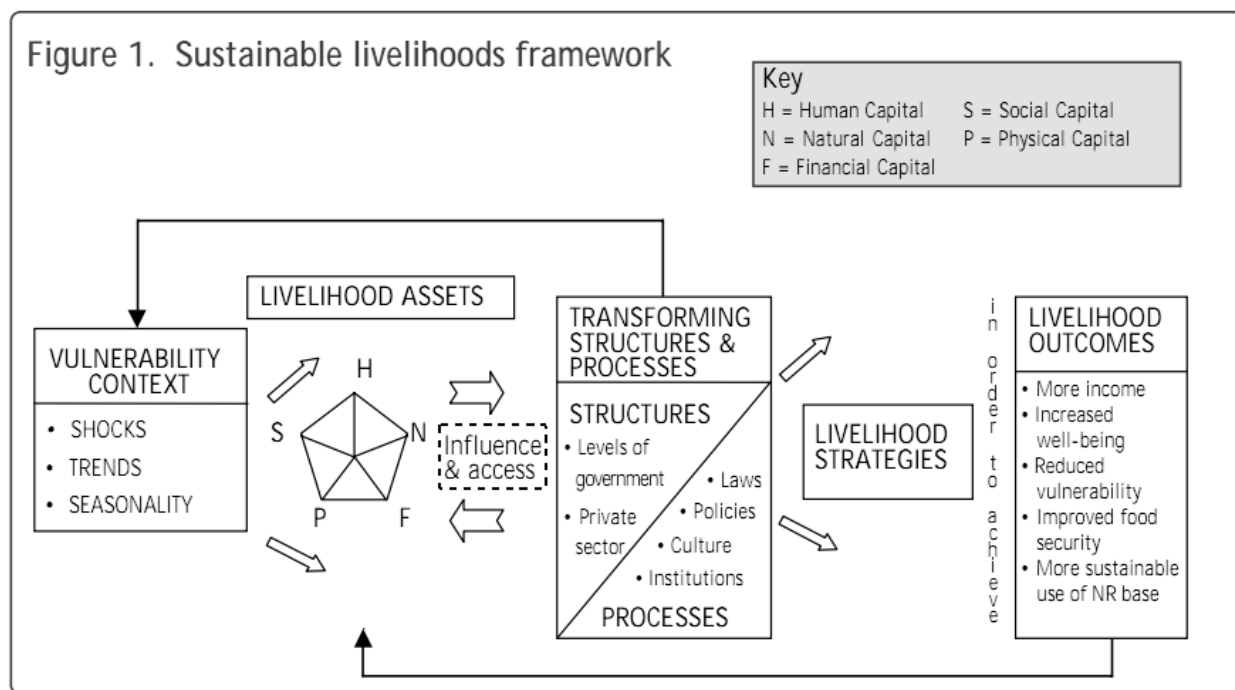 Figure 1. Sustainable livelihoods framework
Key
H = Human Capital S = Social Capital
N = Natural Capital P = Physical Capital
F = Financial Capital
VULNERABILITY
CONTEXT
• SHOCKS
• TRENDS
• SEASONALITY
LIVELIHOOD ASSETS
H
S
N
P
F
Influence
& access
TRANSFORMING
STRUCTURES &
PROCESSES
STRUCTURES
• Levels of
government
• Private
sector
• Laws
• Policies
• Culture
• Institutions
PROCESSES
LIVELIHOOD
STRATEGIES
in order to achieve
LIVELIHOOD
OUTCOMES
• More income
• Increased
well-being
• Reduced
vulnerability
• Improved food
security
• More sustainable
use of NR base